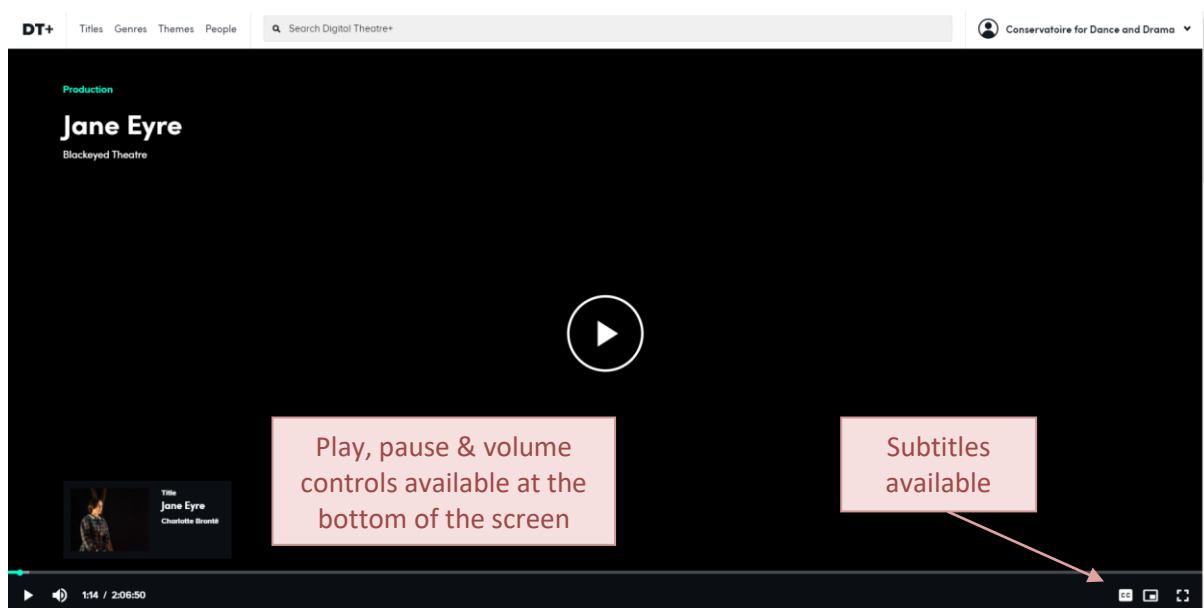 DT+ Titles Genres Themes People Search Digital Theatre+ Conservatoire for Dance and Drama
Production
Jane Eyre
Blackeyed Theatre
Play, pause & volume
controls available at the
bottom of the screen
Subtitles
available
Title
Jane Eyre
Charlotte Brontë
1:14 / 2:06:50 CC